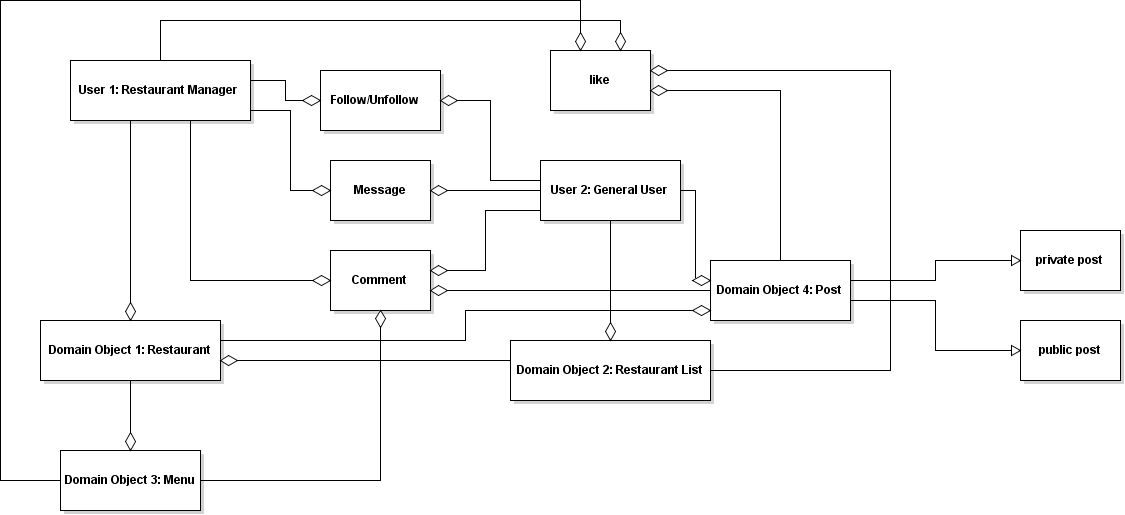 like
User 1: Restaurant Manager
Follow/Unfollow
Message
User 2: General User
Comment
private post
Domain Object 4: Post
Domain Object 1: Restaurant
public post
Domain Object 2: Restaurant List
Domain Object 3: Menu